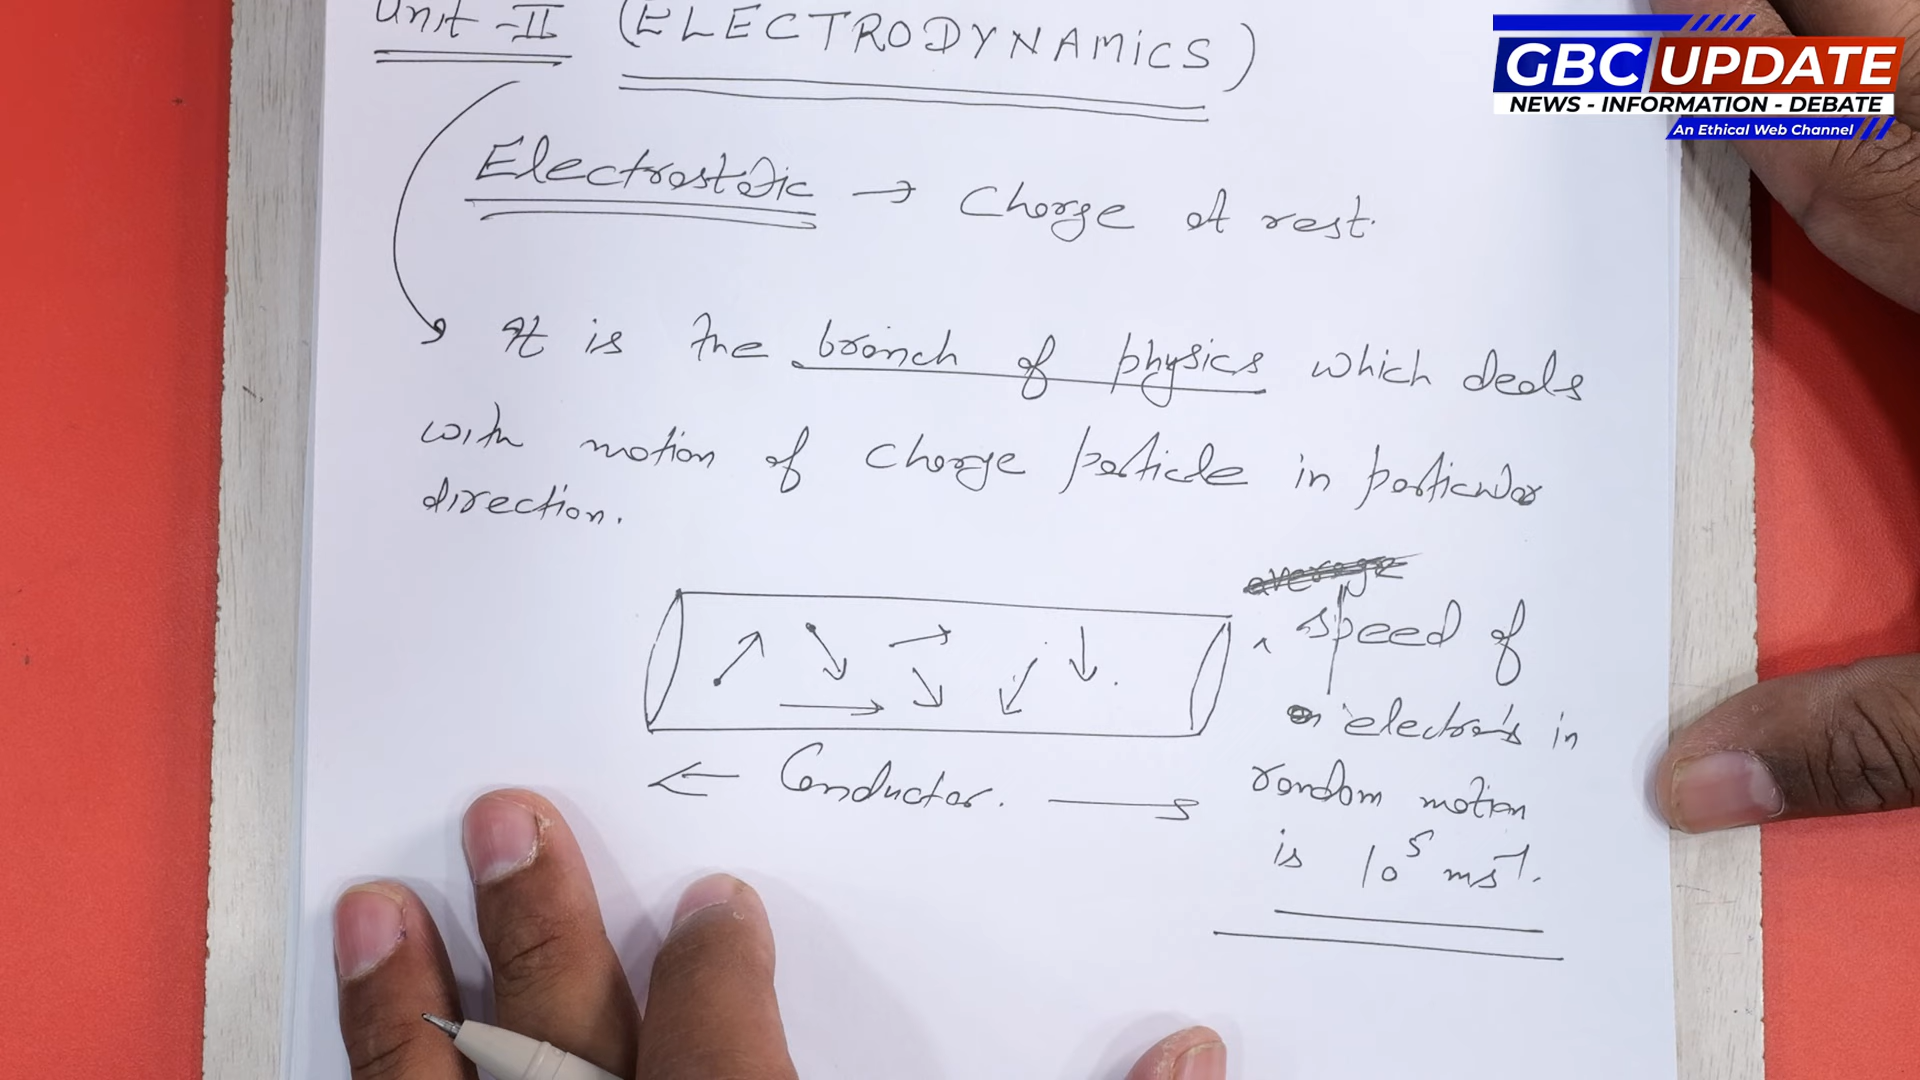 Unit-II (ELECTRODYNAMICS)
Electrostatic → Charge at rest.
It is the branch of physics which deals
with motion of charge particle in particular
direction.
average
speed of
electron's in
random motion
is 10⁵ ms⁻¹.
← Conductor. →
GBC UPDATE
NEWS - INFORMATION - DEBATE
An Ethical Web Channel